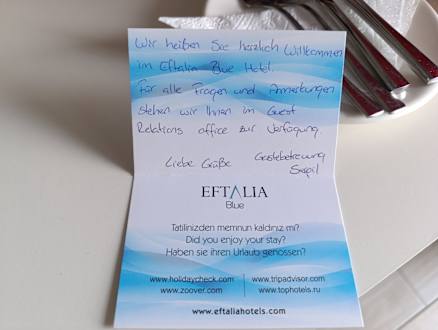 Wir heißen Sie herzlich Willkommen
im Eftalia Blue Hotel.
Für alle Fragen und Anmerkungen
stehen wir Ihnen im Guest
Relations office zur Verfügung.
Liebe Grüße Gästebetreuung
EFTALIA
Blue
Tatilinizden memnun kaldınız mı?
Did you enjoy your stay?
Haben sie ihren Urlaub genossen?
www.holidaycheck.com www.tripadvisor.com
www.zoover.com www.tophotels.ru
www.eftaliahotels.com